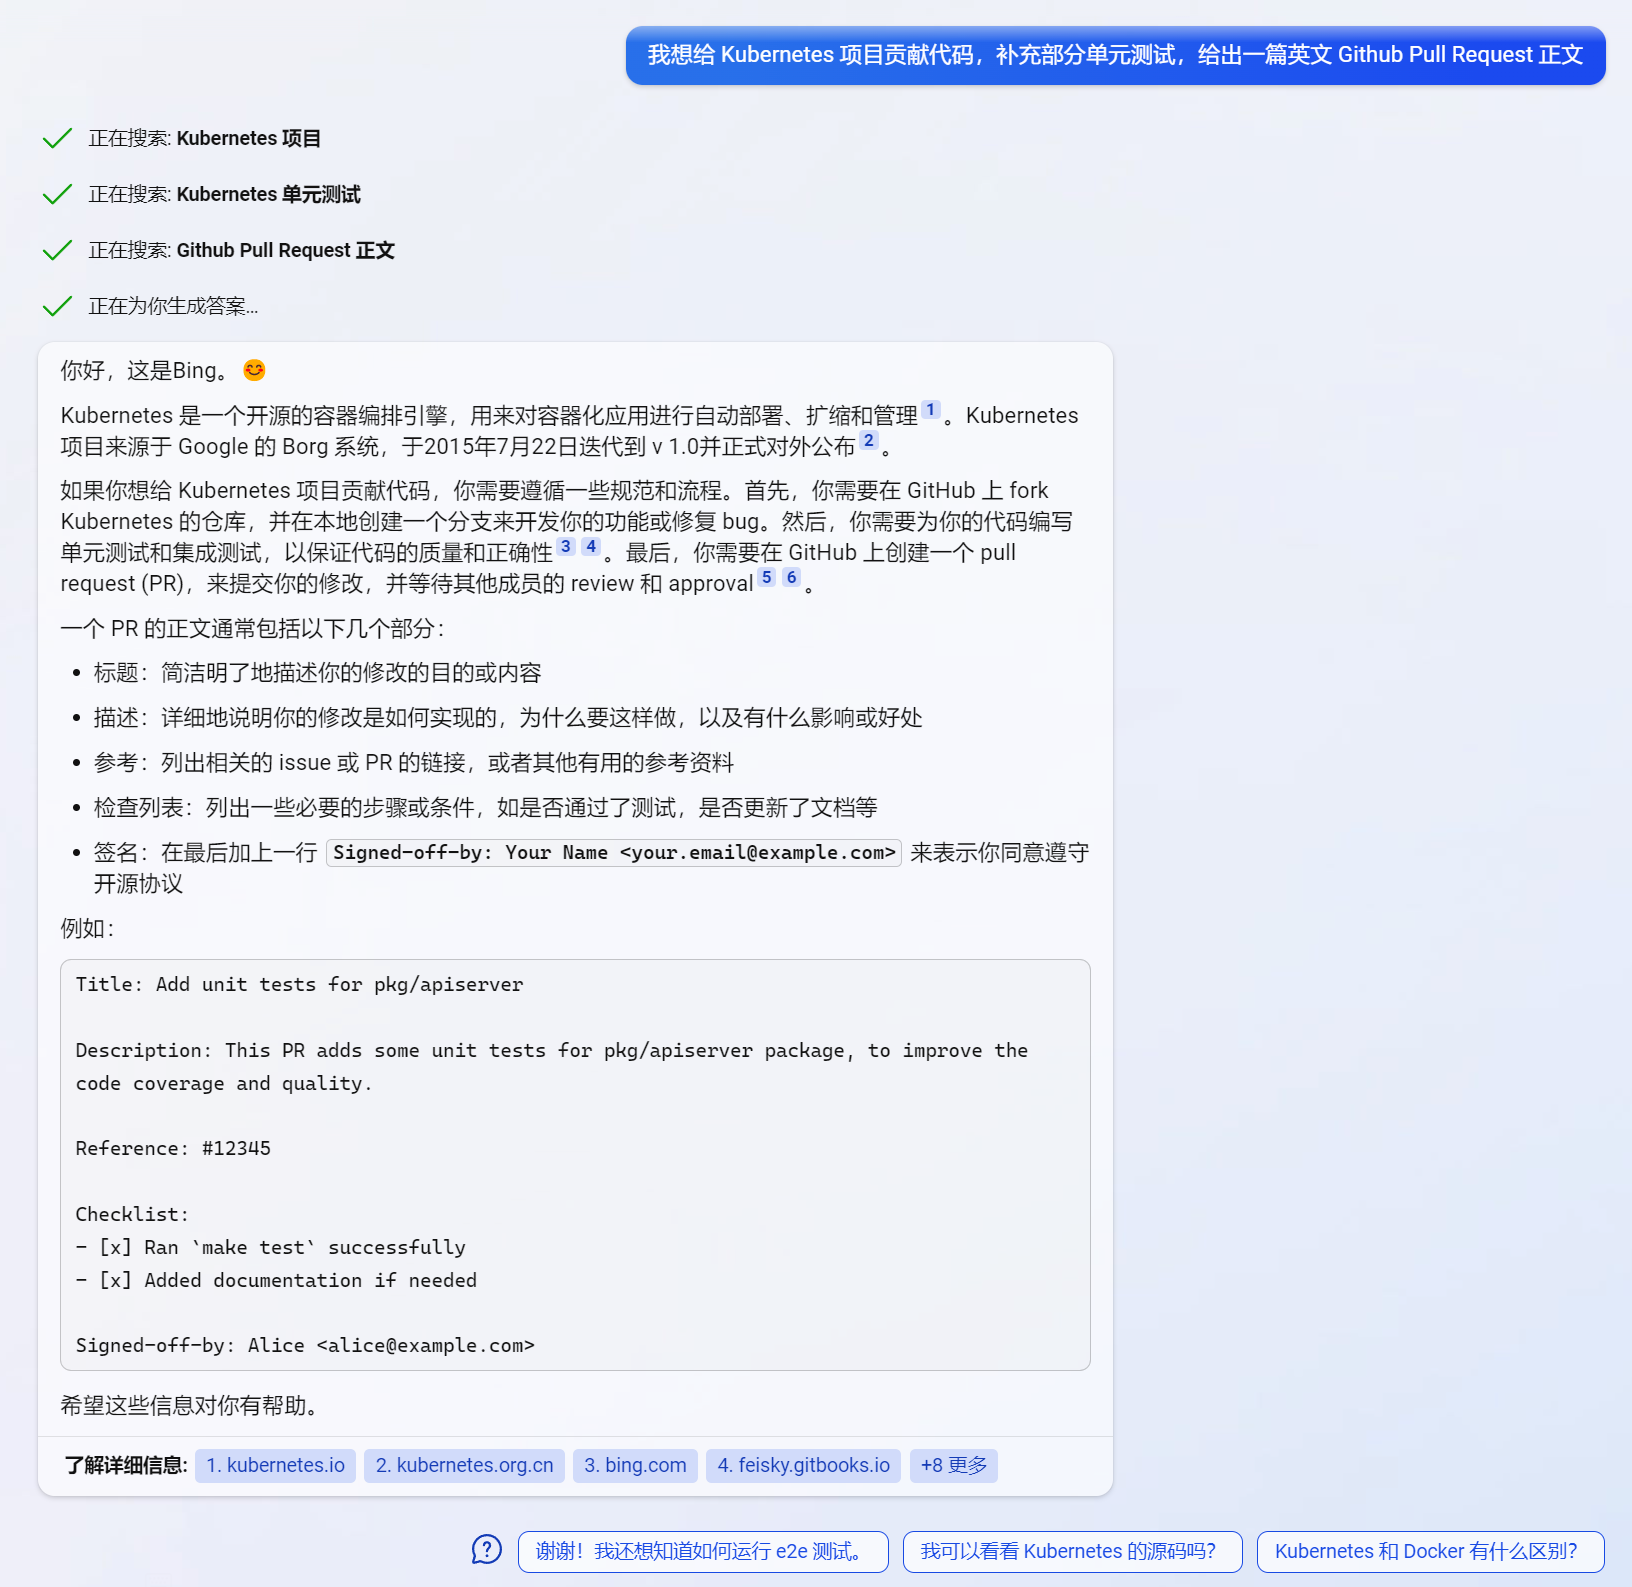 我想给 Kubernetes 项目贡献代码，补充部分单元测试，给出一篇英文 Github Pull Request 正文
正在搜索: Kubernetes 项目
正在搜索: Kubernetes 单元测试
正在搜索: Github Pull Request 正文
正在为你生成答案...
你好，这是Bing。😊
Kubernetes 是一个开源的容器编排引擎，用来对容器化应用进行自动部署、扩缩和管理1。Kubernetes
项目来源于 Google 的 Borg 系统，于2015年7月22日迭代到 v 1.0并正式对外公布2。
如果你想给 Kubernetes 项目贡献代码，你需要遵循一些规范和流程。首先，你需要在 GitHub 上 fork
Kubernetes 的仓库，并在本地创建一个分支来开发你的功能或修复 bug。然后，你需要为你的代码编写
单元测试和集成测试，以保证代码的质量和正确性3 4。最后，你需要在 GitHub 上创建一个 pull
request (PR)，来提交你的修改，并等待其他成员的 review 和 approval5 6。
一个 PR 的正文通常包括以下几个部分：
• 标题：简洁明了地描述你的修改的目的或内容
• 描述：详细地说明你的修改是如何实现的，为什么要这样做，以及有什么影响或好处
• 参考：列出相关的 issue 或 PR 的链接，或者其他有用的参考资料
• 检查列表：列出一些必要的步骤或条件，如是否通过了测试，是否更新了文档等
• 签名：在最后加上一行 Signed-off-by: Your Name <your.email@example.com> 来表示你同意遵守
开源协议
例如：
Title: Add unit tests for pkg/apiserver
Description: This PR adds some unit tests for pkg/apiserver package, to improve the
code coverage and quality.
Reference: #12345
Checklist:
- [x] Ran `make test` successfully
- [x] Added documentation if needed
Signed-off-by: Alice <alice@example.com>
希望这些信息对你有帮助。
了解详细信息: 1. kubernetes.io 2. kubernetes.org.cn 3. bing.com 4. feisky.gitbooks.io +8 更多
谢谢！我还想知道如何运行 e2e 测试。 我可以看看 Kubernetes 的源码吗？ Kubernetes 和 Docker 有什么区别？